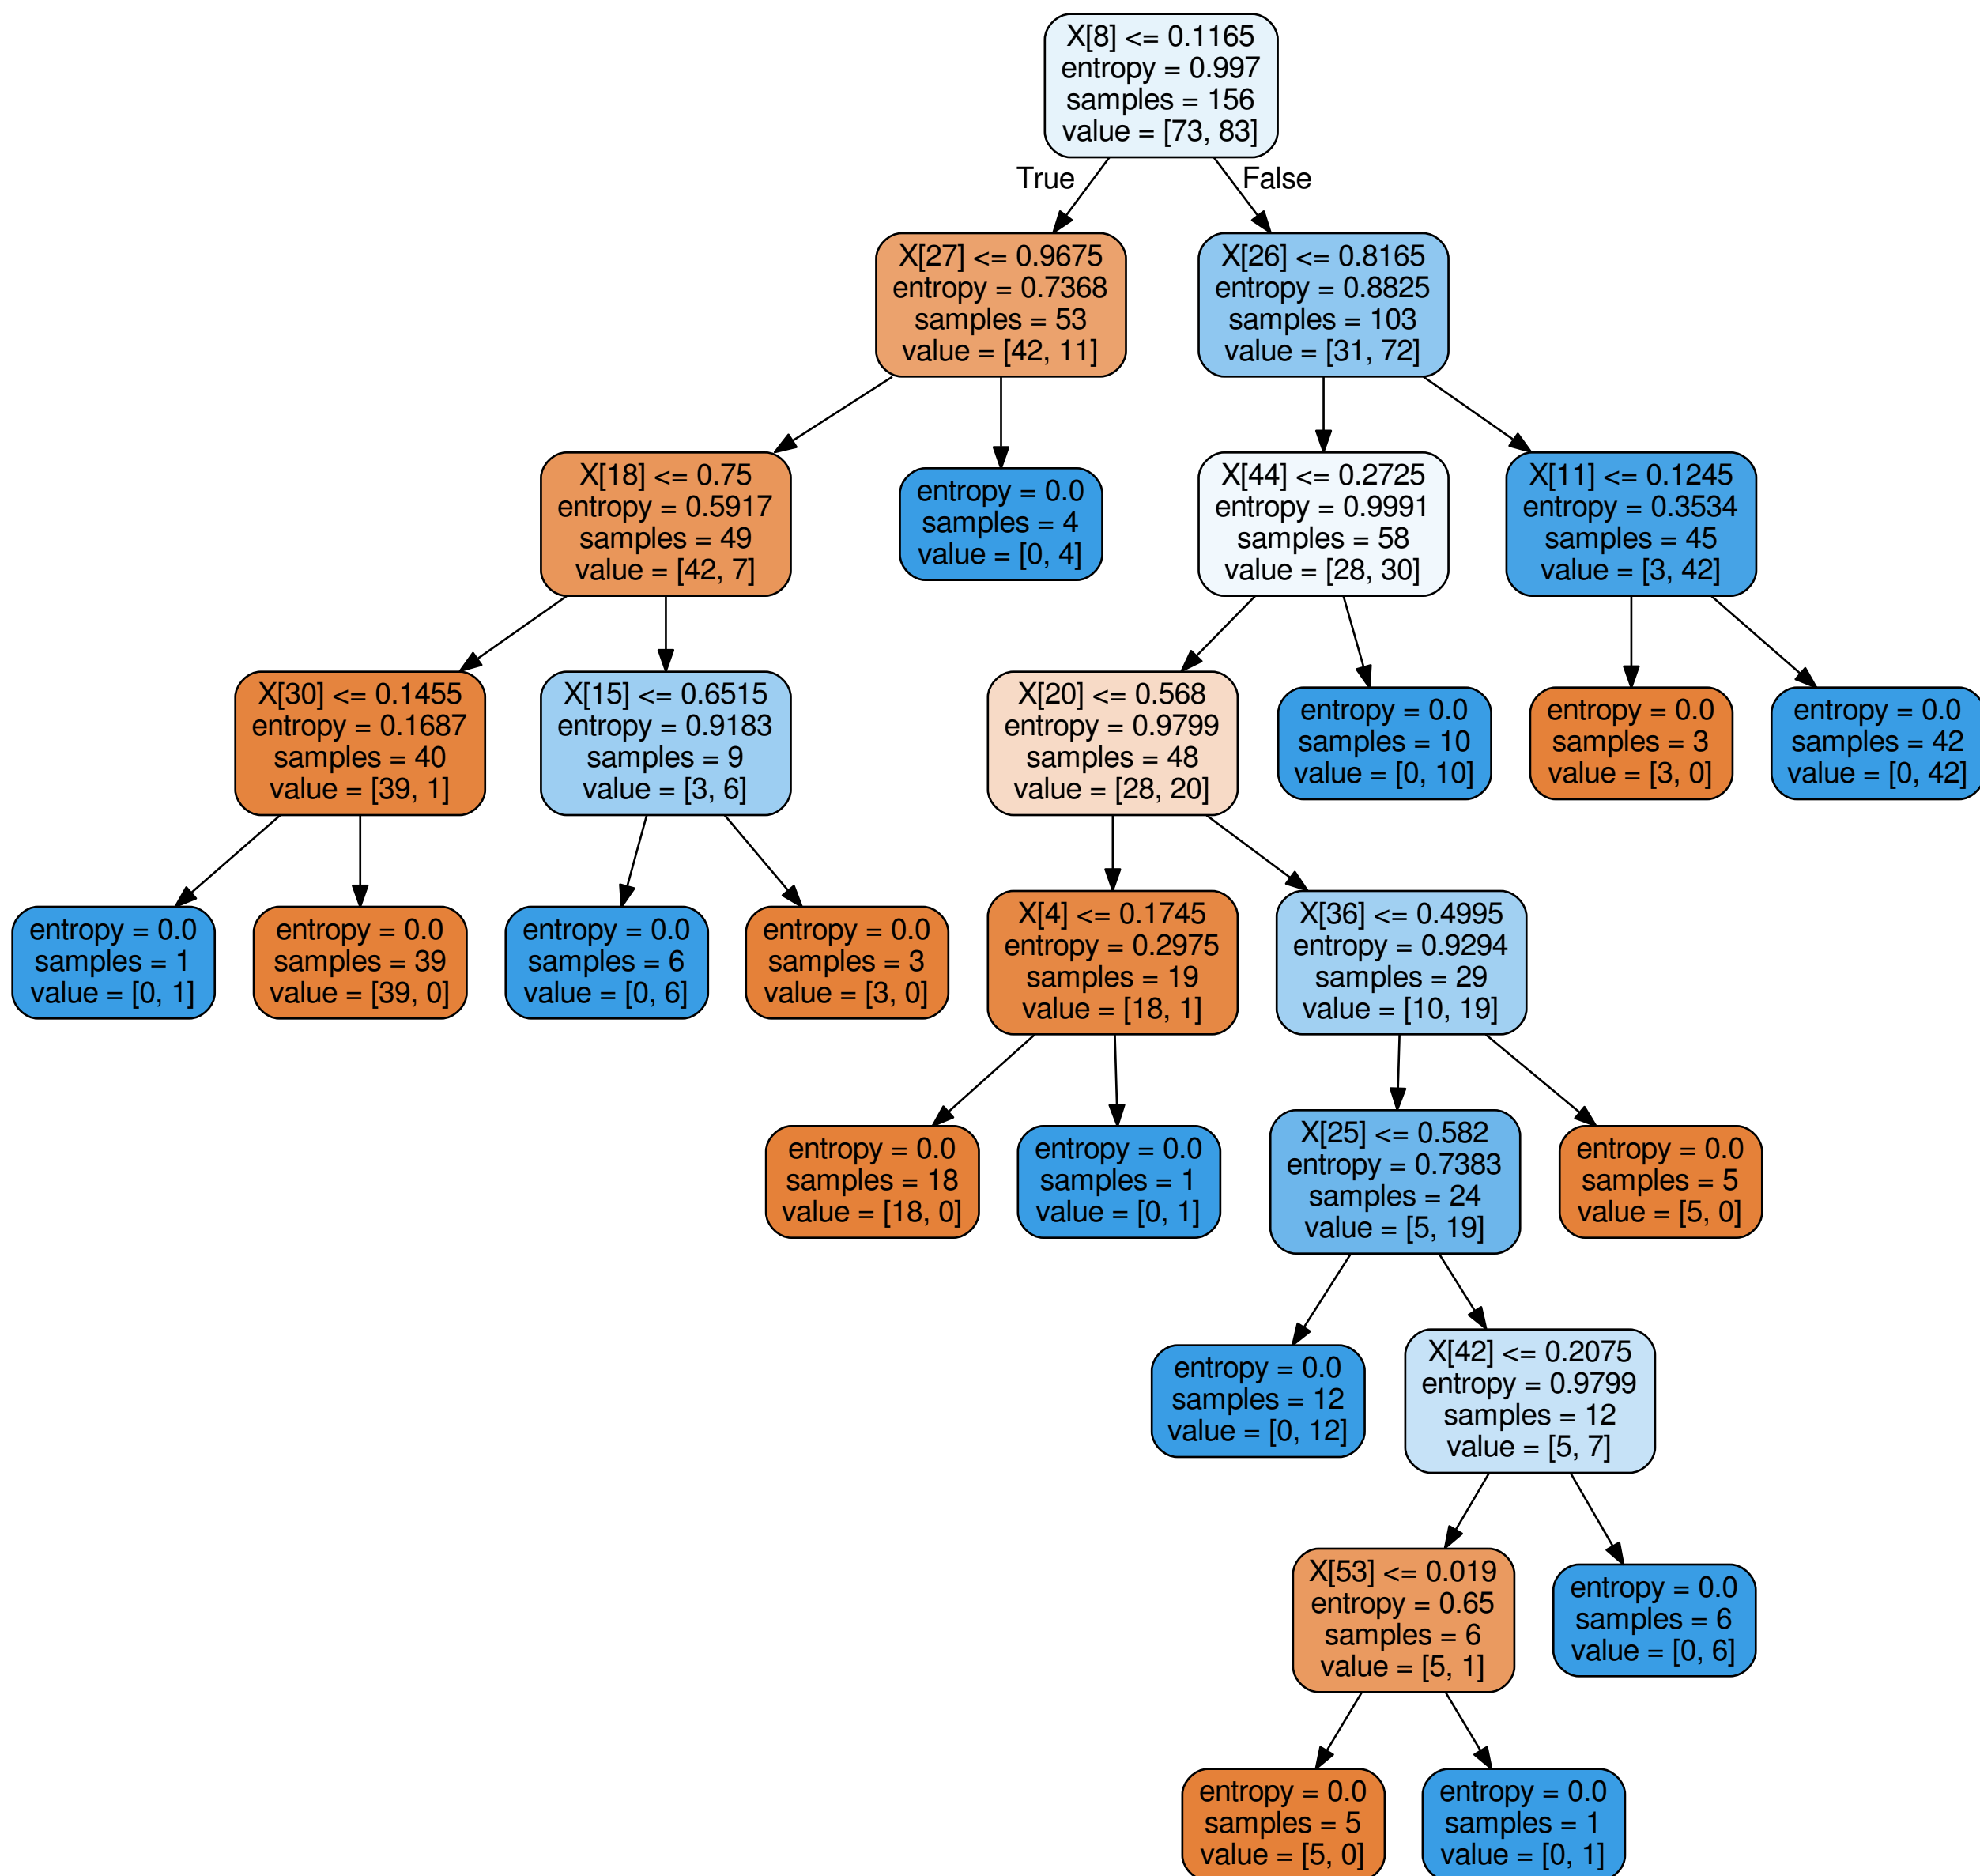 X[8] <= 0.1165
entropy = 0.997
samples = 156
value = [73, 83]
True
False
X[27] <= 0.9675
entropy = 0.7368
samples = 53
value = [42, 11]
X[26] <= 0.8165
entropy = 0.8825
samples = 103
value = [31, 72]
X[18] <= 0.75
entropy = 0.5917
samples = 49
value = [42, 7]
entropy = 0.0
samples = 4
value = [0, 4]
X[44] <= 0.2725
entropy = 0.9991
samples = 58
value = [28, 30]
X[11] <= 0.1245
entropy = 0.3534
samples = 45
value = [3, 42]
X[30] <= 0.1455
entropy = 0.1687
samples = 40
value = [39, 1]
X[15] <= 0.6515
entropy = 0.9183
samples = 9
value = [3, 6]
X[20] <= 0.568
entropy = 0.9799
samples = 48
value = [28, 20]
entropy = 0.0
samples = 10
value = [0, 10]
entropy = 0.0
samples = 3
value = [3, 0]
entropy = 0.0
samples = 42
value = [0, 42]
entropy = 0.0
samples = 1
value = [0, 1]
entropy = 0.0
samples = 39
value = [39, 0]
entropy = 0.0
samples = 6
value = [0, 6]
entropy = 0.0
samples = 3
value = [3, 0]
X[4] <= 0.1745
entropy = 0.2975
samples = 19
value = [18, 1]
X[36] <= 0.4995
entropy = 0.9294
samples = 29
value = [10, 19]
entropy = 0.0
samples = 18
value = [18, 0]
entropy = 0.0
samples = 1
value = [0, 1]
X[25] <= 0.582
entropy = 0.7383
samples = 24
value = [5, 19]
entropy = 0.0
samples = 5
value = [5, 0]
entropy = 0.0
samples = 12
value = [0, 12]
X[42] <= 0.2075
entropy = 0.9799
samples = 12
value = [5, 7]
X[53] <= 0.019
entropy = 0.65
samples = 6
value = [5, 1]
entropy = 0.0
samples = 6
value = [0, 6]
entropy = 0.0
samples = 5
value = [5, 0]
entropy = 0.0
samples = 1
value = [0, 1]